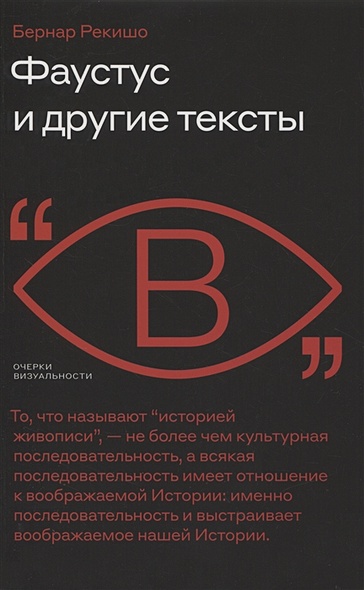 Бернар Рекишо
Фаустус
и другие тексты
“
В
”
ОЧЕРКИ
ВИЗУАЛЬНОСТИ
То, что называют “историей
живописи”, — не более чем культурная
последовательность, а всякая
последовательность имеет отношение
к воображаемой Истории: именно
последовательность и выстраивает
воображаемое нашей Истории.